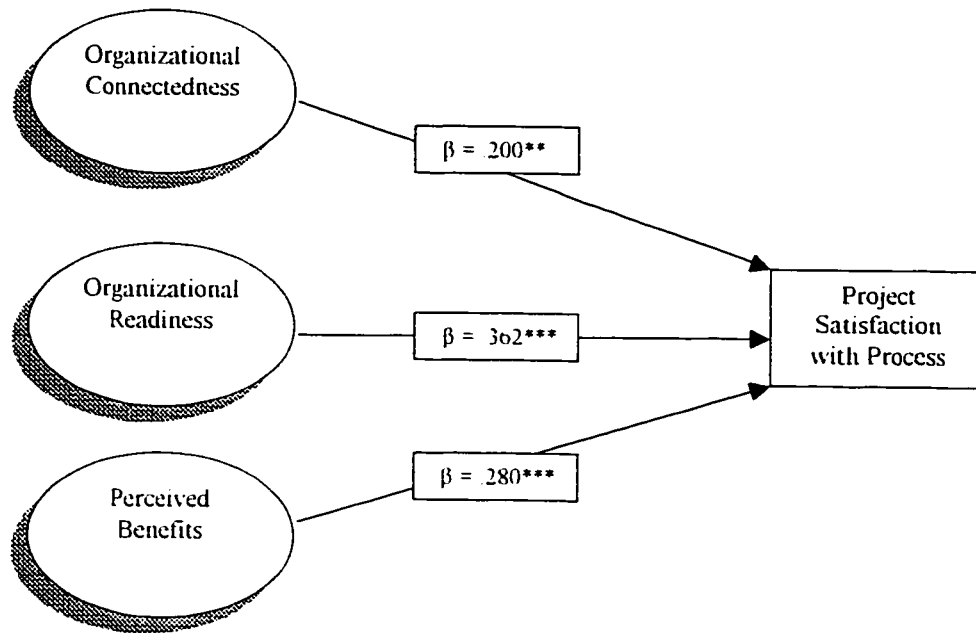 Organizational
Connectedness
β = .200**
Organizational
Readiness
β = .362***
Project
Satisfaction
with Process
β = .280***
Perceived
Benefits